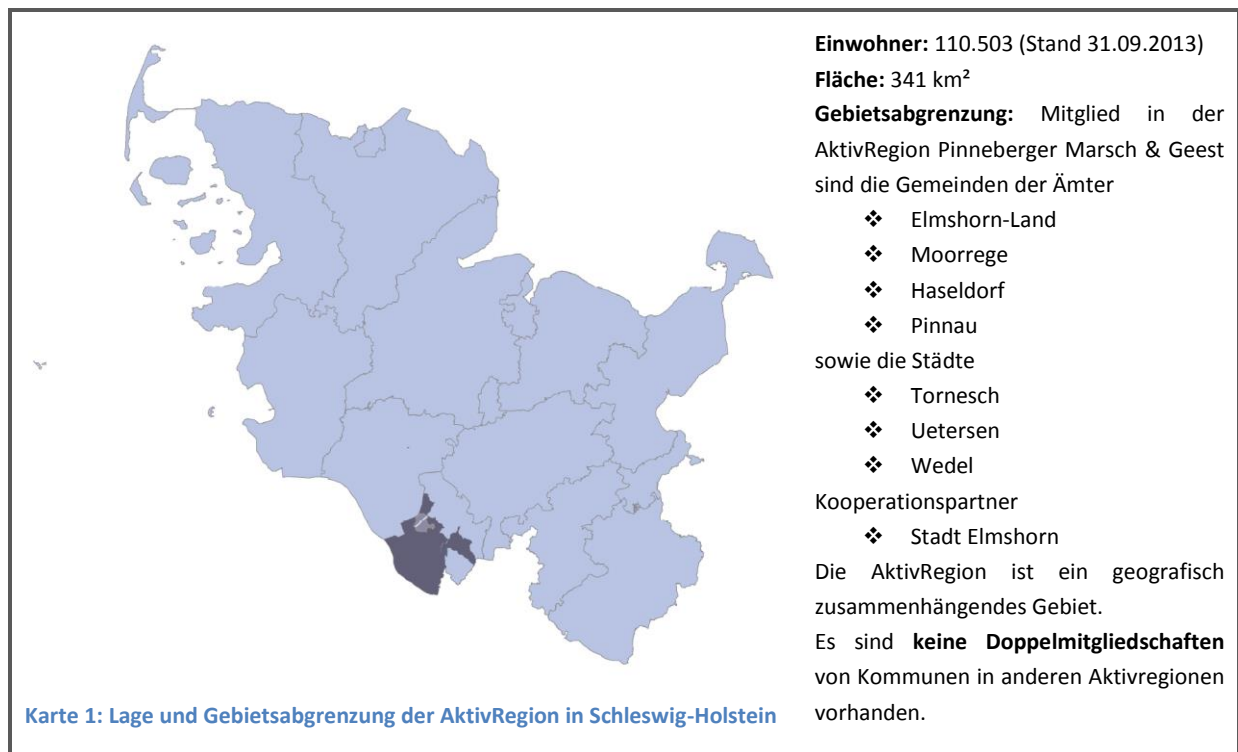 Einwohner: 110.503 (Stand 31.09.2013)
Fläche: 341 km²
Gebietsabgrenzung: Mitglied in der
AktivRegion Pinneberger Marsch & Geest
sind die Gemeinden der Ämter
❖ Elmshorn-Land
❖ Moorrege
❖ Haseldorf
❖ Pinnau
sowie die Städte
❖ Tornesch
❖ Uetersen
❖ Wedel
Kooperationspartner
❖ Stadt Elmshorn
Die AktivRegion ist ein geografisch
zusammenhängendes Gebiet.
Es sind keine Doppelmitgliedschaften
von Kommunen in anderen Aktivregionen
vorhanden.
Karte 1: Lage und Gebietsabgrenzung der AktivRegion in Schleswig-Holstein